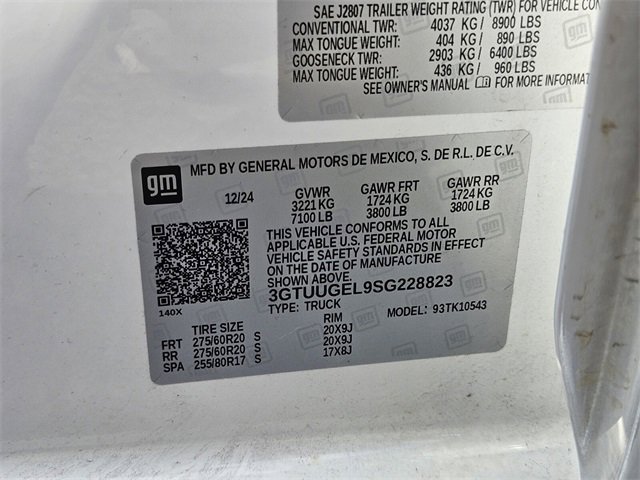 SAE J2807 TRAILER WEIGHT RATING (TWR) FOR VEHICLE CON
CONVENTIONAL TWR: 4037 KG/ 8900 LBS
MAX TONGUE WEIGHT: 404 KG/ 890 LBS
GOOSENECK TWR: 2903 KG/ 6400 LBS
MAX TONGUE WEIGHT: 436 KG/ 960 LBS
SEE OWNER'S MANUAL FOR MORE INFORMAT
gm
MFD BY GENERAL MOTORS DE MEXICO, S. DE R.L. DE C.V.
12/24 GVWR GAWR FRT GAWR RR
3221 KG 1724 KG 1724 KG
7100 LB 3800 LB 3800 LB
THIS VEHICLE CONFORMS TO ALL
APPLICABLE U.S. FEDERAL MOTOR
VEHICLE SAFETY STANDARDS IN EFFECT
ON THE DATE OF MANUFACTURE
SHOWN ABOVE.
3GTUUGEL9SG228823
TYPE: TRUCK MODEL: 93TK10543
140X
TIRE SIZE RIM
FRT 275/60R20 S 20X9J
RR 275/60R20 S 20X9J
SPA 255/80R17 S 17X8J